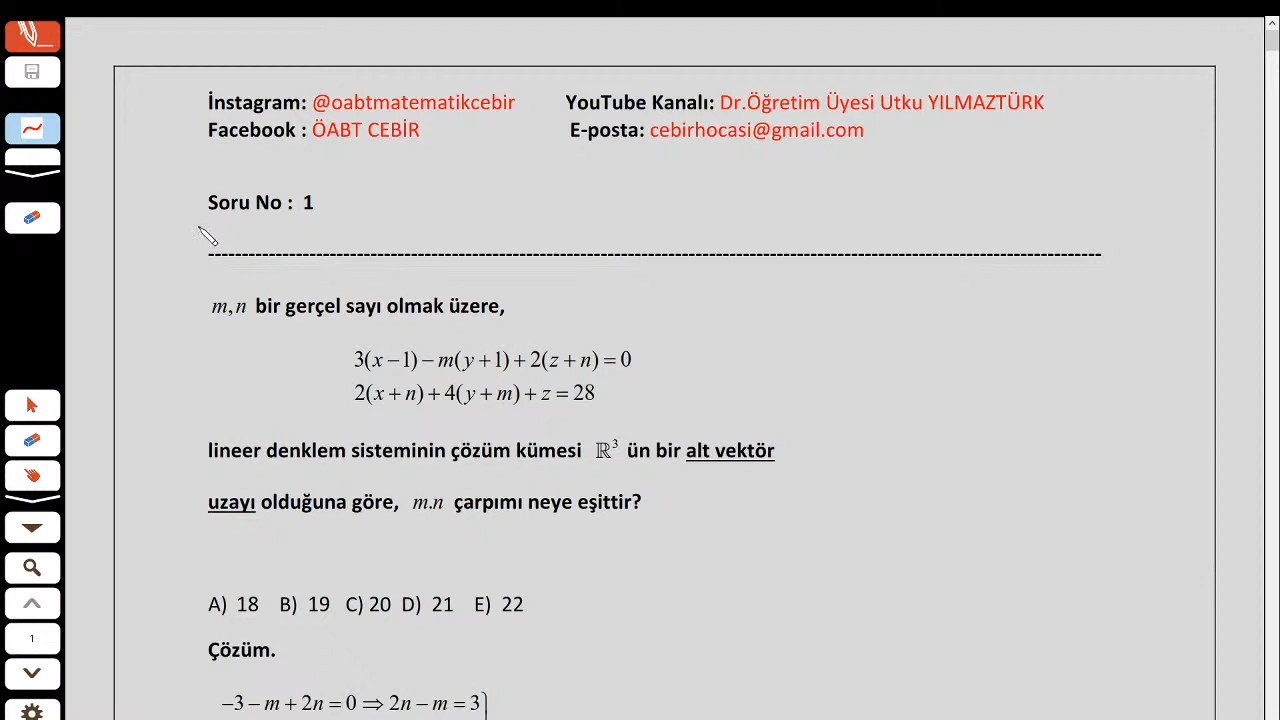 İnstagram: @oabtmatematikcebir YouTube Kanalı: Dr.Öğretim Üyesi Utku YILMAZTÜRK
Facebook : ÖABT CEBİR E-posta: cebirhocasi@gmail.com
Soru No : 1
m,n bir gerçel sayı olmak üzere,
3(x−1)−m(y+1)+2(z+n)=0
2(x+n)+4(y+m)+z=28
lineer denklem sisteminin çözüm kümesi ℝ³ ün bir alt vektör
uzayı olduğuna göre, m.n çarpımı neye eşittir?
A) 18 B) 19 C) 20 D) 21 E) 22
Çözüm.
−3−m+2n=0⇒2n−m=3
1